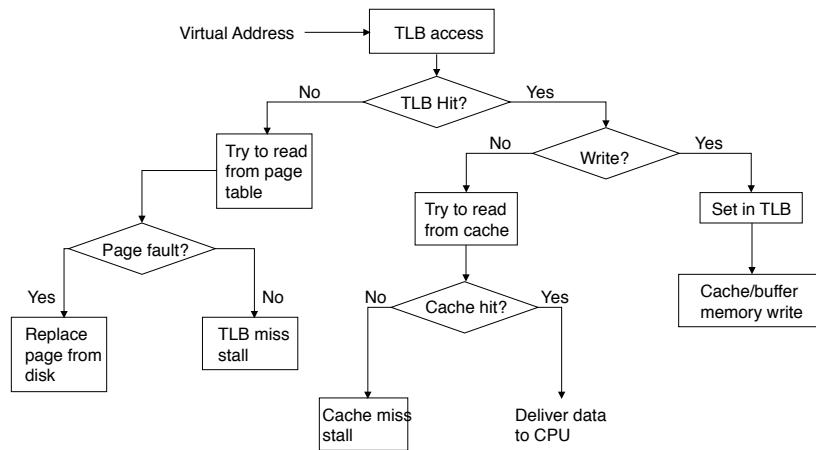 Virtual Address
TLB access
No
TLB Hit?
Yes
Try to read
from page
table
No
Write?
Yes
Try to read
from cache
Set in TLB
Page fault?
Yes
No
No
Cache hit?
Yes
Cache/buffer
memory write
Replace
page from
disk
TLB miss
stall
Cache miss
stall
Deliver data
to CPU